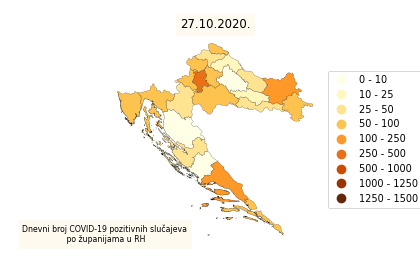 27.10.2020.
0 - 10
10 - 25
25 - 50
50 - 100
100 - 250
250 - 500
500 - 1000
1000 - 1250
1250 - 1500
Dnevni broj COVID-19 pozitivnih slučajeva
po županijama u RH